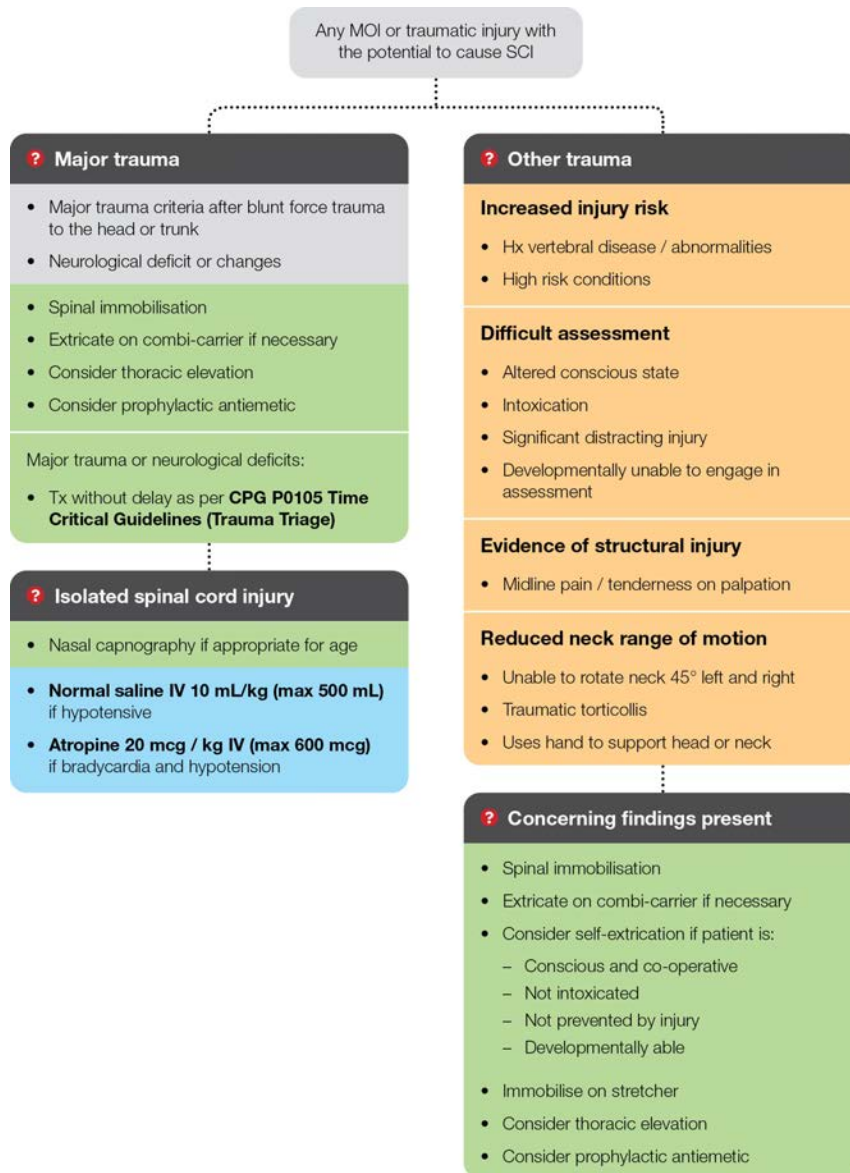 Any MOI or traumatic injury with
the potential to cause SCI
? Major trauma
• Major trauma criteria after blunt force trauma
to the head or trunk
• Neurological deficit or changes
• Spinal immobilisation
• Extricate on combi-carrier if necessary
• Consider thoracic elevation
• Consider prophylactic antiemetic
Major trauma or neurological deficits:
• Tx without delay as per CPG P0105 Time
Critical Guidelines (Trauma Triage)
? Isolated spinal cord injury
• Nasal capnography if appropriate for age
• Normal saline IV 10 mL/kg (max 500 mL)
if hypotensive
• Atropine 20 mcg / kg IV (max 600 mcg)
if bradycardia and hypotension
? Other trauma
Increased injury risk
• Hx vertebral disease / abnormalities
• High risk conditions
Difficult assessment
• Altered conscious state
• Intoxication
• Significant distracting injury
• Developmentally unable to engage in
assessment
Evidence of structural injury
• Midline pain / tenderness on palpation
Reduced neck range of motion
• Unable to rotate neck 45° left and right
• Traumatic torticollis
• Uses hand to support head or neck
? Concerning findings present
• Spinal immobilisation
• Extricate on combi-carrier if necessary
• Consider self-extrication if patient is:
– Conscious and co-operative
– Not intoxicated
– Not prevented by injury
– Developmentally able
• Immobilise on stretcher
• Consider thoracic elevation
• Consider prophylactic antiemetic